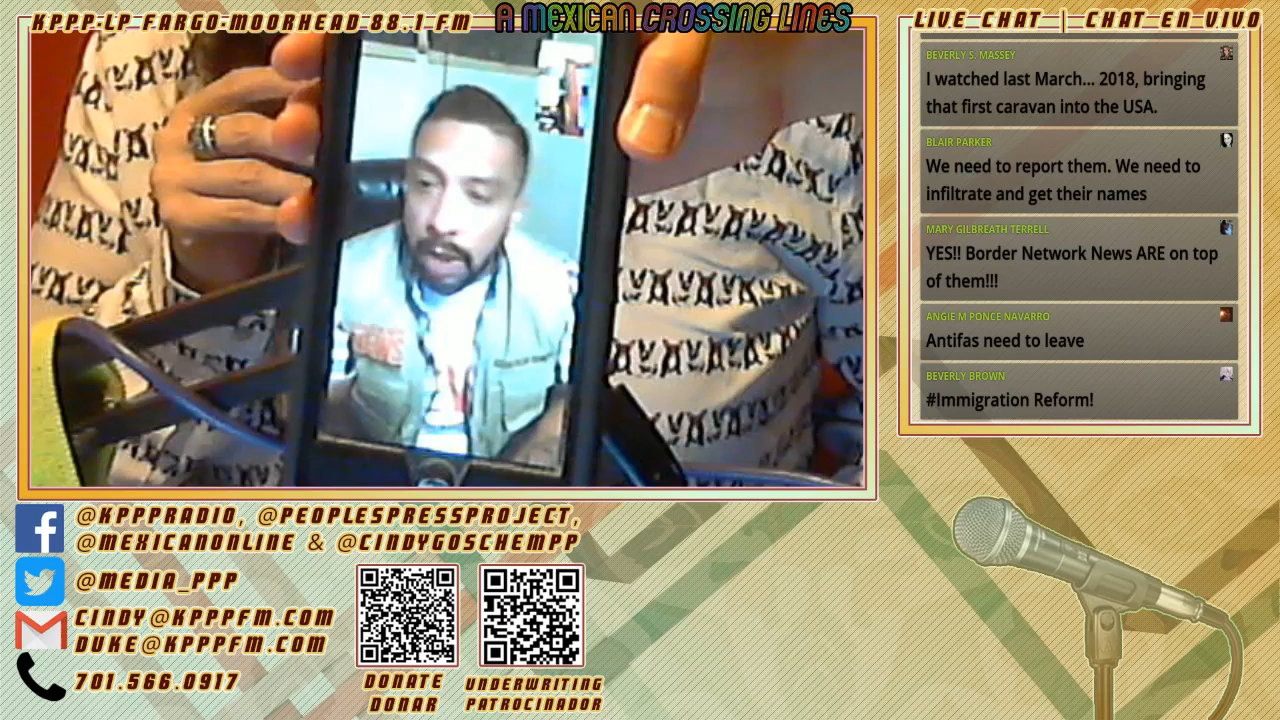 KPPP-LP FARGO-MOORHEAD 88.1 FM
A MEXICAN CROSSING LINES
LIVE CHAT | CHAT EN VIVO
BEVERLY S. MASSEY
I watched last March... 2018, bringing
that first caravan into the USA.
BLAIR PARKER
We need to report them. We need to
infiltrate and get their names
MARY GILBREATH TERRELL
YES!! Border Network News ARE on top
of them!!!
ANGIE M PONCE NAVARRO
Antifas need to leave
BEVERLY BROWN
#Immigration Reform!
@KPPPRADIO, @PEOPLESPRESSPROJECT,
@MEXICANONLINE & @CINDYGOSCHEMPP
@MEDIA_PPP
CINDY@KPPPFM.COM
DUKE@KPPPFM.COM
701.566.0917
DONATE
DONAR
UNDERWRITING
PATROCINADOR